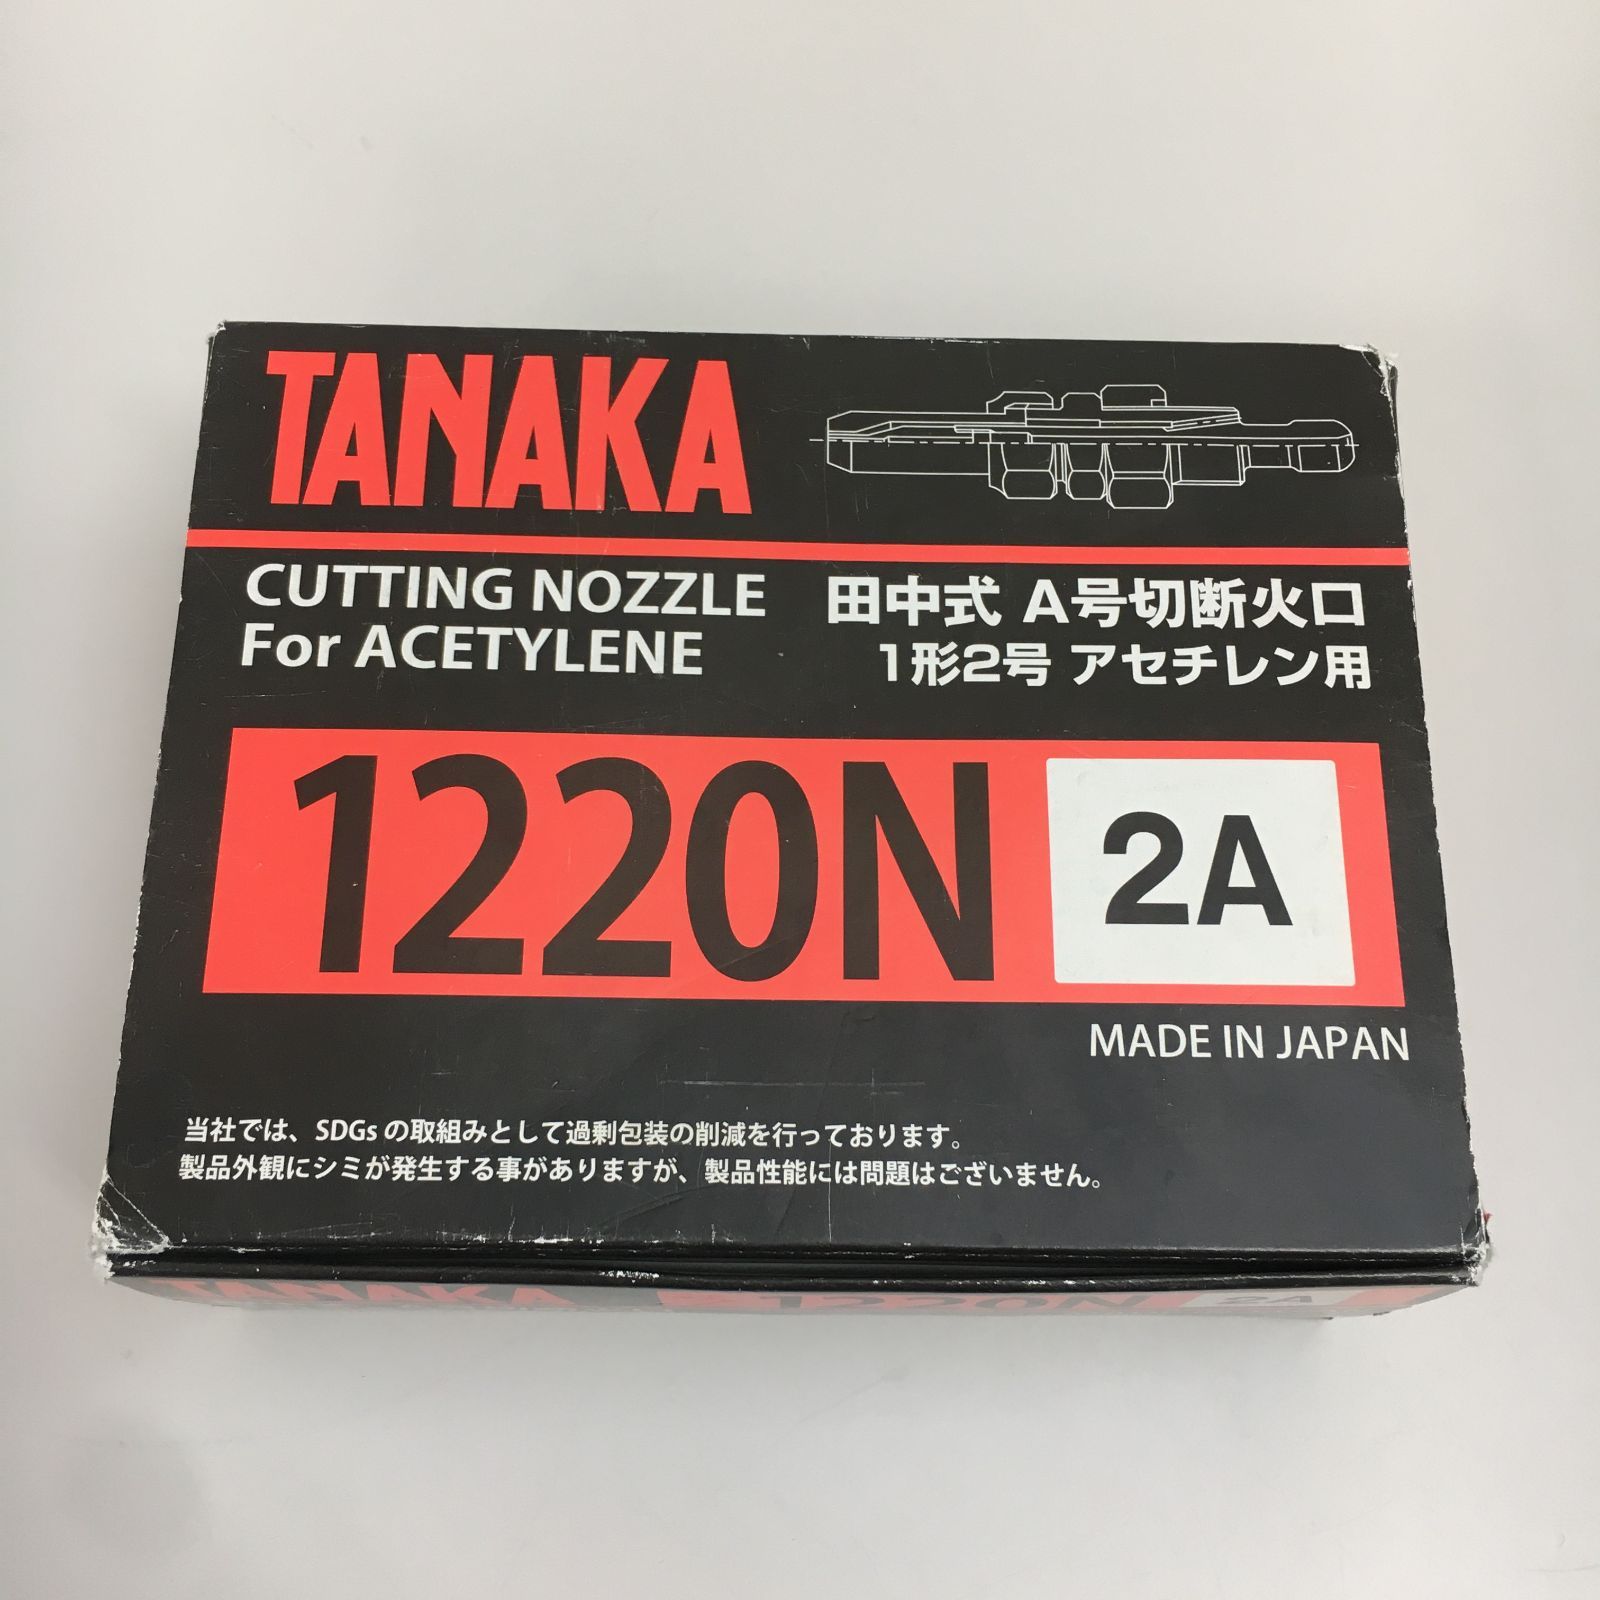 TANAKA
CUTTING NOZZLE
For ACETYLENE
田中式 A号切断火口
1形2号 アセチレン用
1220N
2A
MADE IN JAPAN
当社では、SDGsの取組みとして過剰包装の削減を行っております。
製品外観にシミが発生する事がありますが、製品性能には問題はございません。
TANAKA
1220N
2A